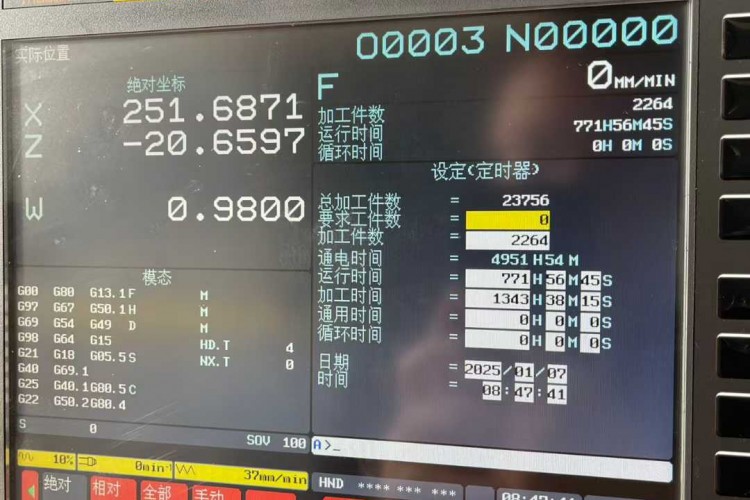 实际位置
O0003 N00000
绝对坐标
X 251.6871
Z -20.6597
W 0.9800
F 0MM/MIN
加工件数 2264
运行时间 771H56M45S
循环时间 0H 0M 0S
设定(定时器)
总加工件数 = 23756
要求工件数 = 0
加工件数 = 2264
通电时间 = 4951 H 54 M
运行时间 = 771 H 56 M 45 S
加工时间 = 1343 H 38 M 15 S
通用时间 = 0 H 0 M 0 S
循环时间 = 0 H 0 M 0 S
日期 = 2025/01/07
时间 = 08:47:41
模态
G00 G80 G13.1 F M
G97 G67 G50.1 H M
G69 G54 G49 D M
G98 G64 G15 HD.T 4
G21 G18 G05.5 S NX.T 0
G40 G69.1
G25 G40.1 G80.5 C
G22 G50.2 G80.4
S 0
SOV 100
A>_
10% 0min⁻¹ 37mm/min
HND **** *** ***
绝对 相对 全部 手动